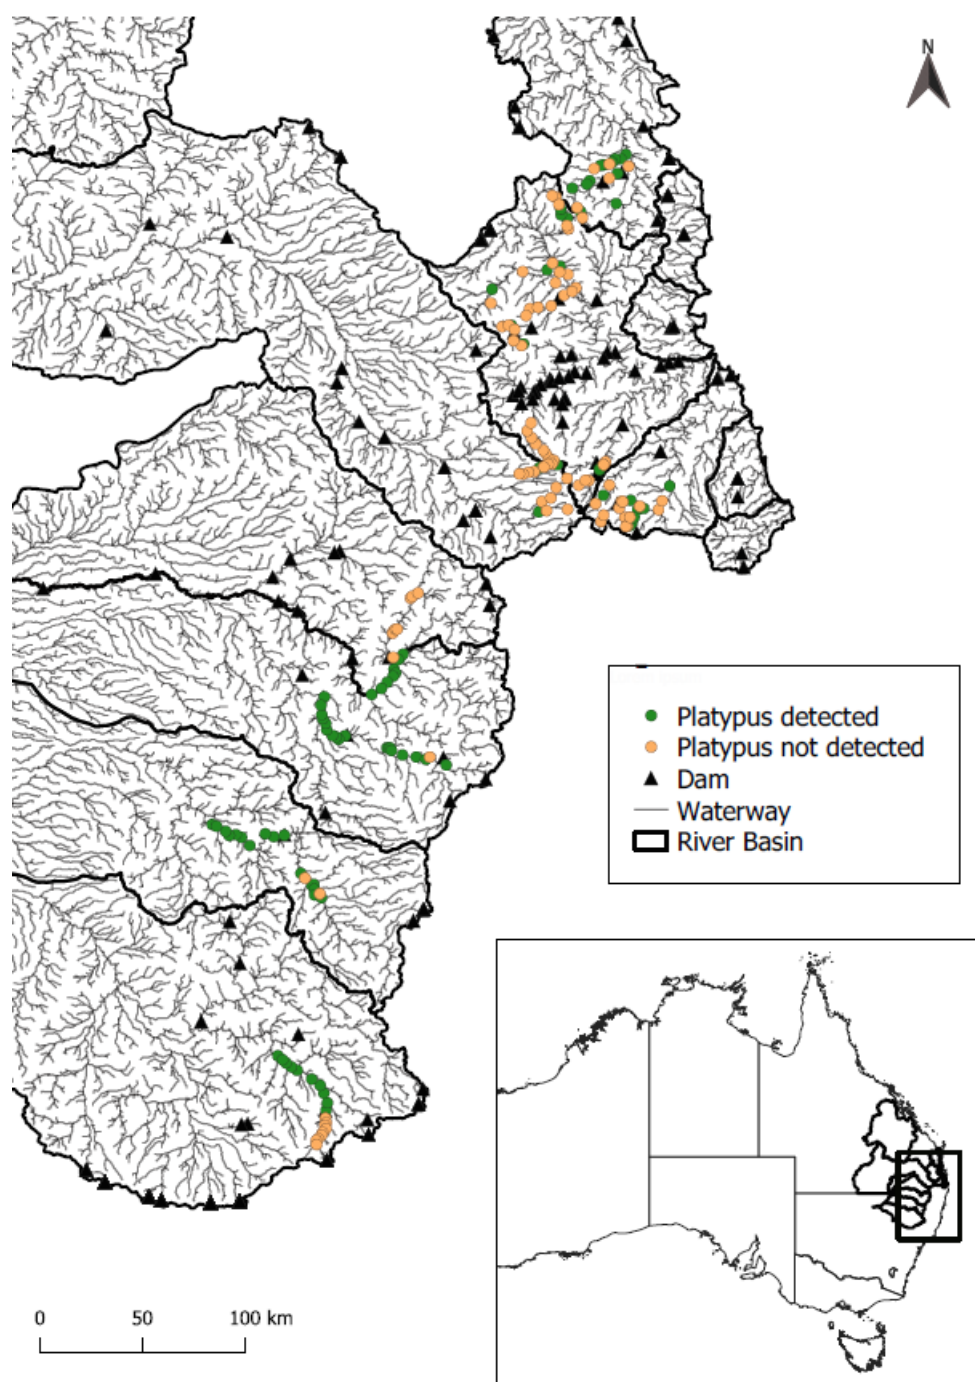 N
Platypus detected
Platypus not detected
Dam
Waterway
River Basin
0 50 100 km